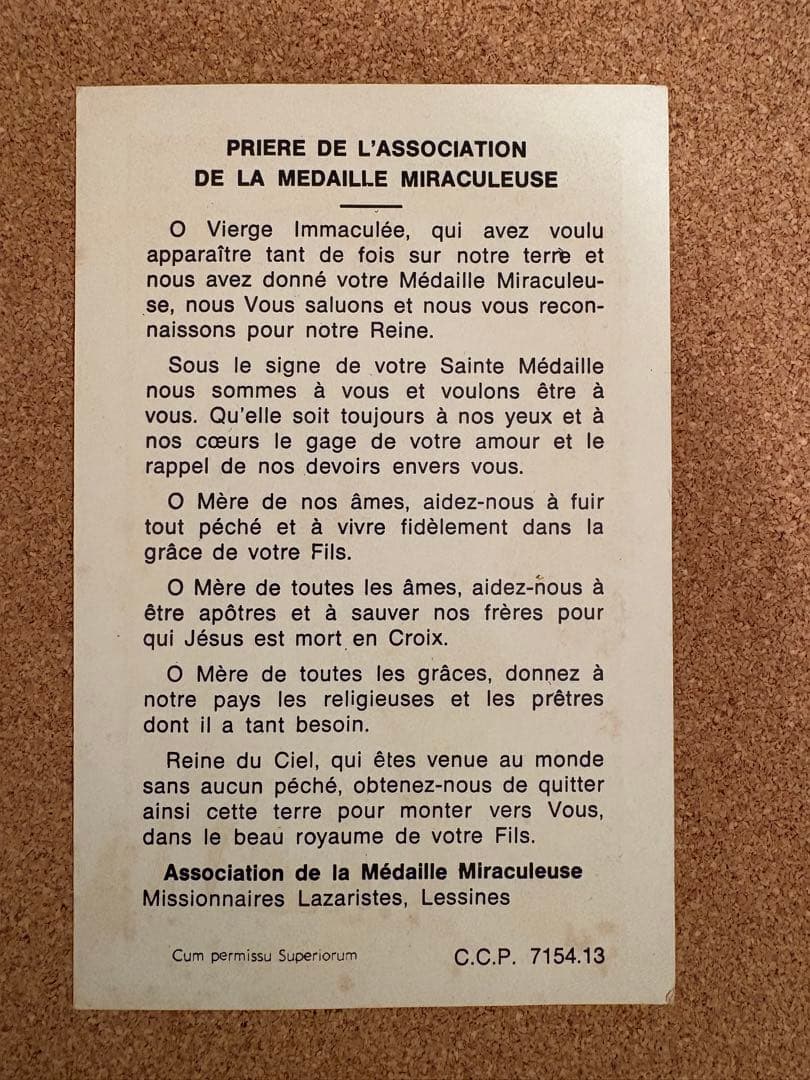 PRIERE DE L'ASSOCIATION
DE LA MEDAILLE MIRACULEUSE
O Vierge Immaculée, qui avez voulu
apparaître tant de fois sur notre terre et
nous avez donné votre Médaille Miraculeu-
se, nous Vous saluons et nous vous recon-
naissons pour notre Reine.
Sous le signe de votre Sainte Médaille
nous sommes à vous et voulons être à
vous. Qu'elle soit toujours à nos yeux et à
nos cœurs le gage de votre amour et le
rappel de nos devoirs envers vous.
O Mère de nos âmes, aidez-nous à fuir
tout péché et à vivre fidèlement dans la
grâce de votre Fils.
O Mère de toutes les âmes, aidez-nous à
être apôtres et à sauver nos frères pour
qui Jésus est mort en Croix.
O Mère de toutes les grâces, donnez à
notre pays les religieuses et les prêtres
dont il a tant besoin.
Reine du Ciel, qui êtes venue au monde
sans aucun péché, obtenez-nous de quitter
ainsi cette terre pour monter vers Vous,
dans le beau royaume de votre Fils.
Association de la Médaille Miraculeuse
Missionnaires Lazaristes, Lessines
Cum permissu Superiorum C.C.P. 7154.13